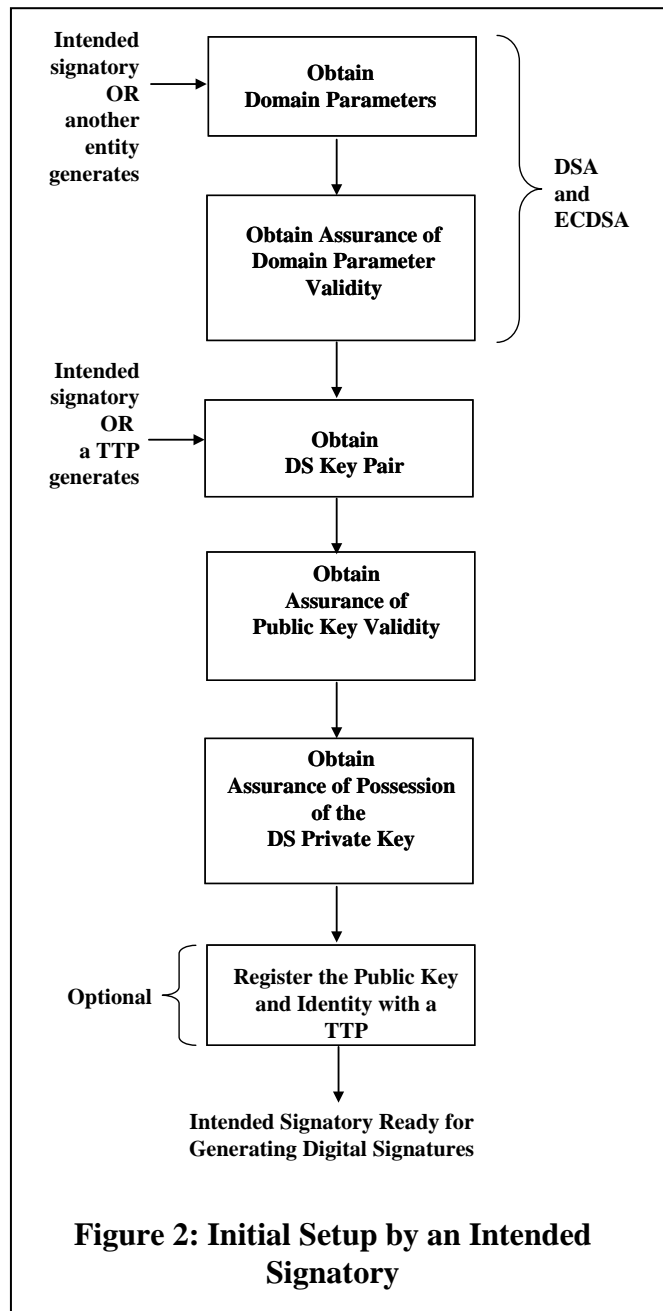 Intended
signatory
OR
another
entity
generates
Obtain
Domain Parameters
DSA
and
ECDSA
Obtain Assurance of
Domain Parameter
Validity
Intended
signatory
OR
a TTP
generates
Obtain
DS Key Pair
Obtain
Assurance of
Public Key Validity
Obtain
Assurance of Possession
of the
DS Private Key
Optional
Register the Public Key
and Identity with a
TTP
Intended Signatory Ready for
Generating Digital Signatures
Figure 2: Initial Setup by an Intended
Signatory